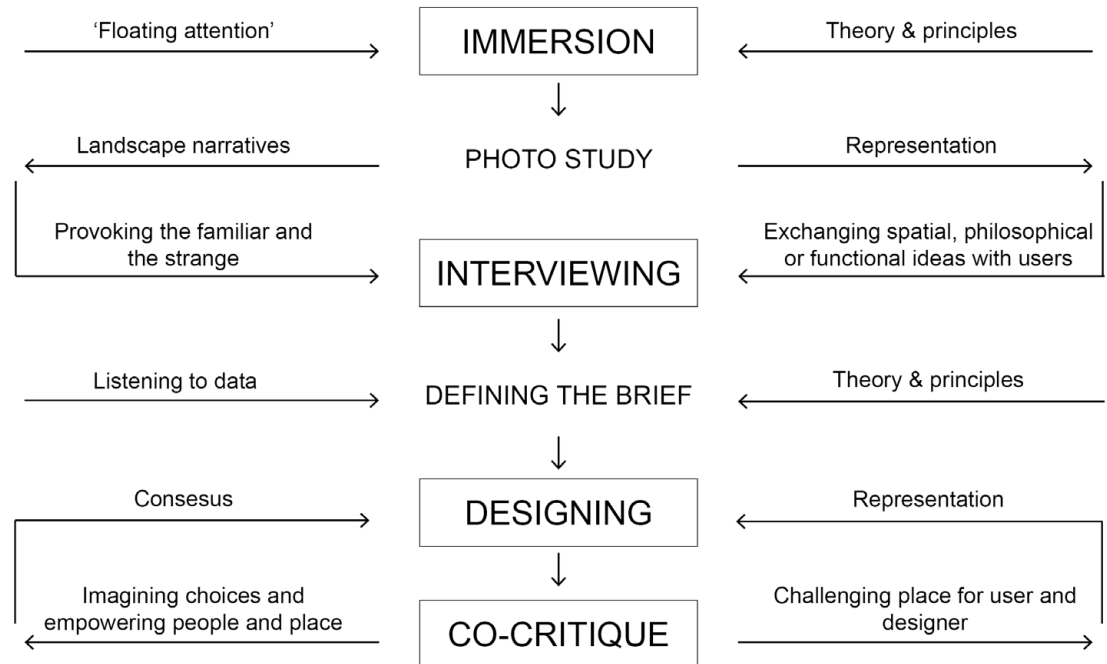 ‘Floating attention’
IMMERSION
Theory & principles
Landscape narratives
PHOTO STUDY
Representation
Provoking the familiar and
the strange
INTERVIEWING
Exchanging spatial, philosophical
or functional ideas with users
Listening to data
DEFINING THE BRIEF
Theory & principles
Consesus
DESIGNING
Representation
Imagining choices and
empowering people and place
CO-CRITIQUE
Challenging place for user and
designer